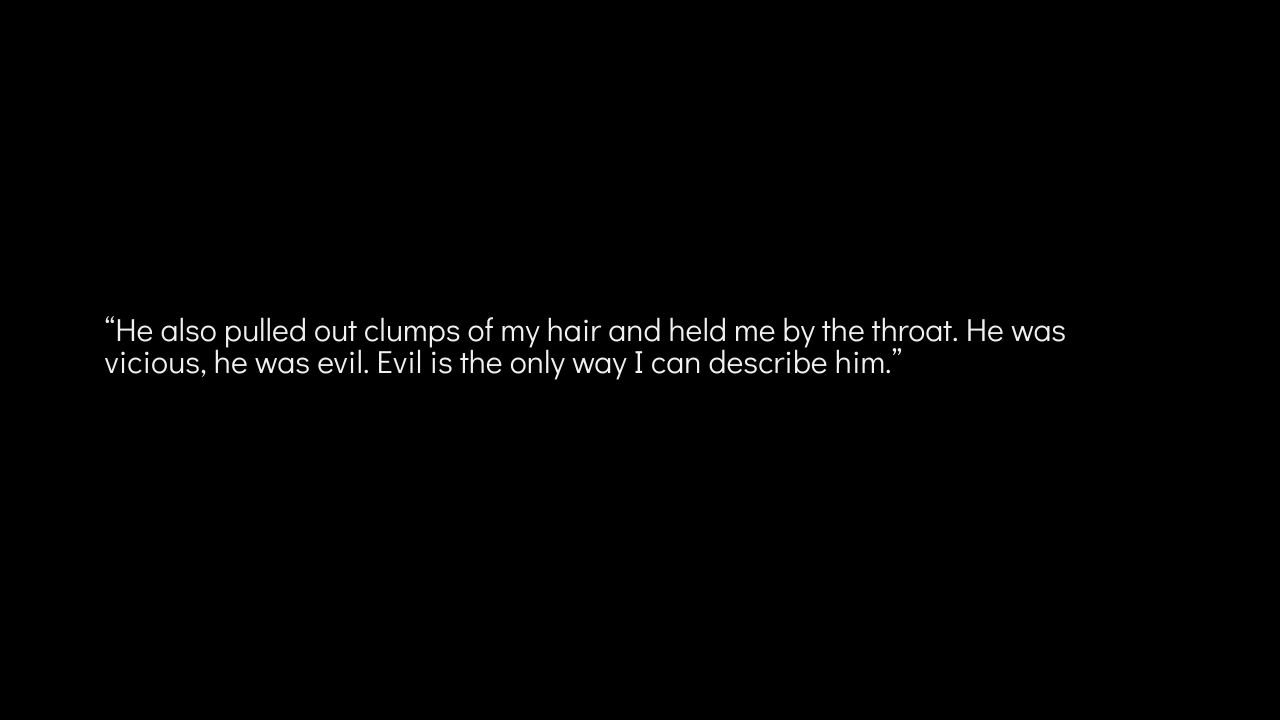 “He also pulled out clumps of my hair and held me by the throat. He was
vicious, he was evil. Evil is the only way I can describe him.”